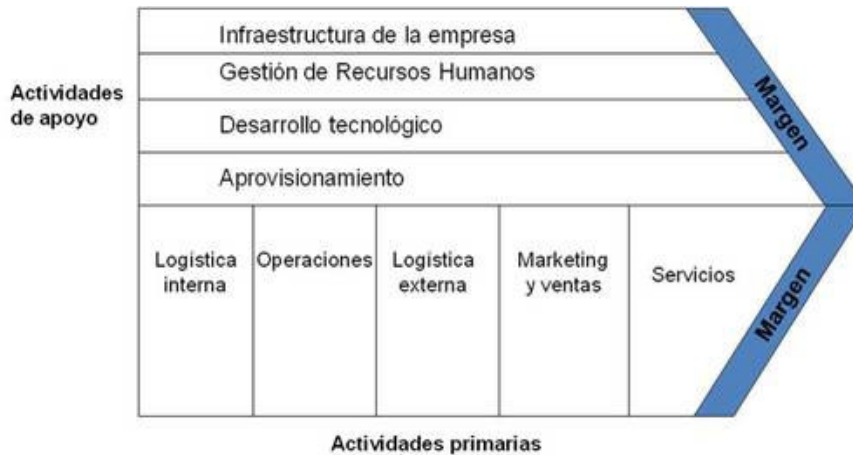 Infraestructura de la empresa
Gestión de Recursos Humanos
Actividades
de apoyo
Desarrollo tecnológico
Aprovisionamiento
Margen
Logística
interna
Operaciones
Logística
externa
Marketing
y ventas
Servicios
Margen
Actividades primarias